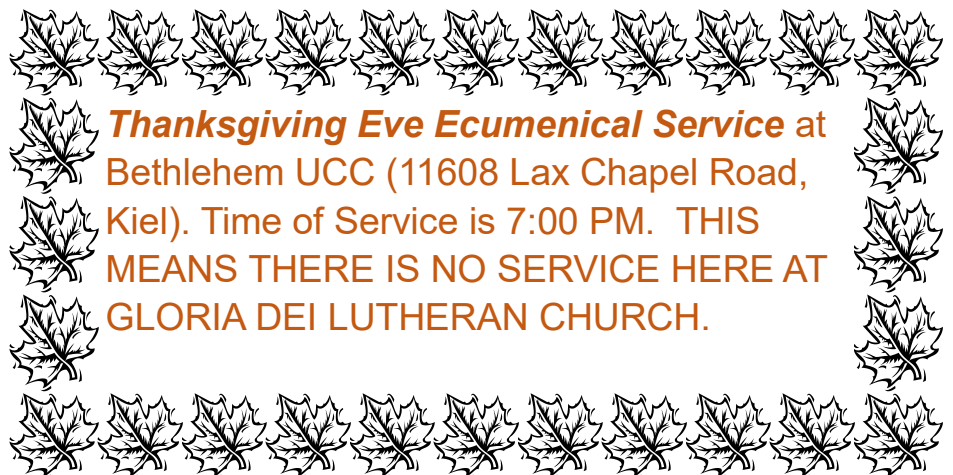 Thanksgiving Eve Ecumenical Service at
Bethlehem UCC (11608 Lax Chapel Road,
Kiel). Time of Service is 7:00 PM.  THIS
MEANS THERE IS NO SERVICE HERE AT
GLORIA DEI LUTHERAN CHURCH.